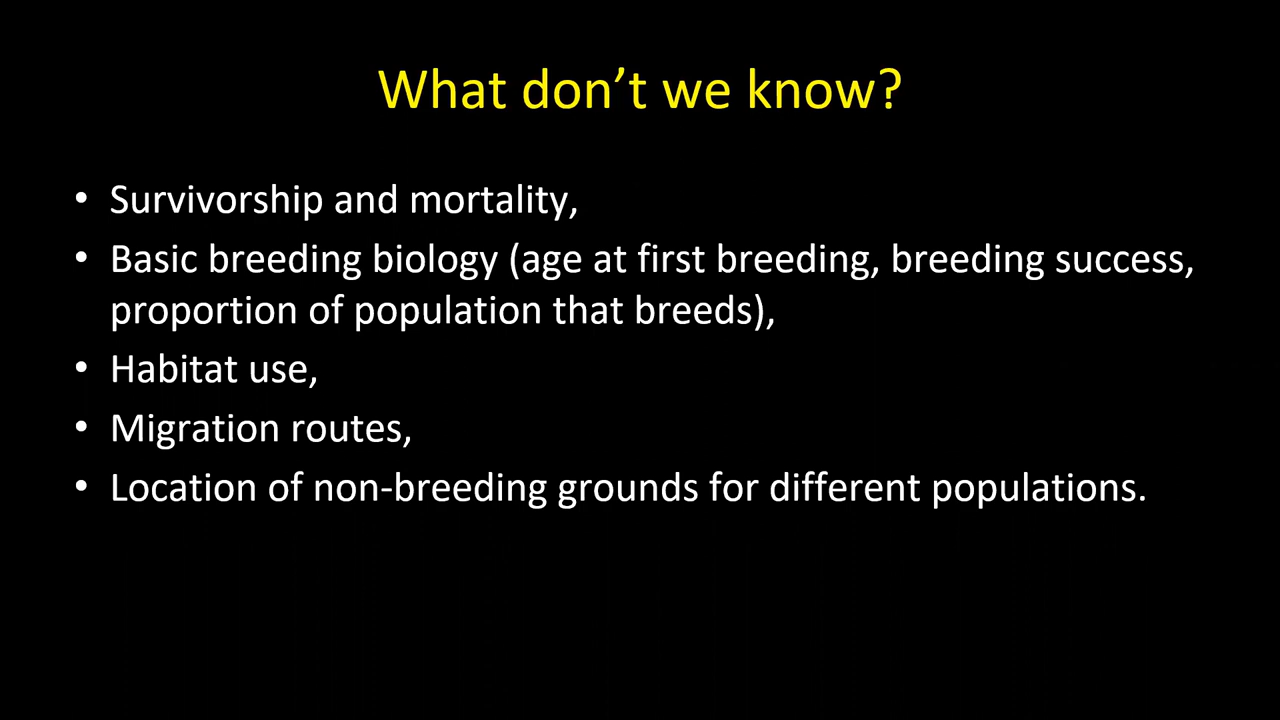 What don’t we know?
• Survivorship and mortality,
• Basic breeding biology (age at first breeding, breeding success,
proportion of population that breeds),
• Habitat use,
• Migration routes,
• Location of non-breeding grounds for different populations.